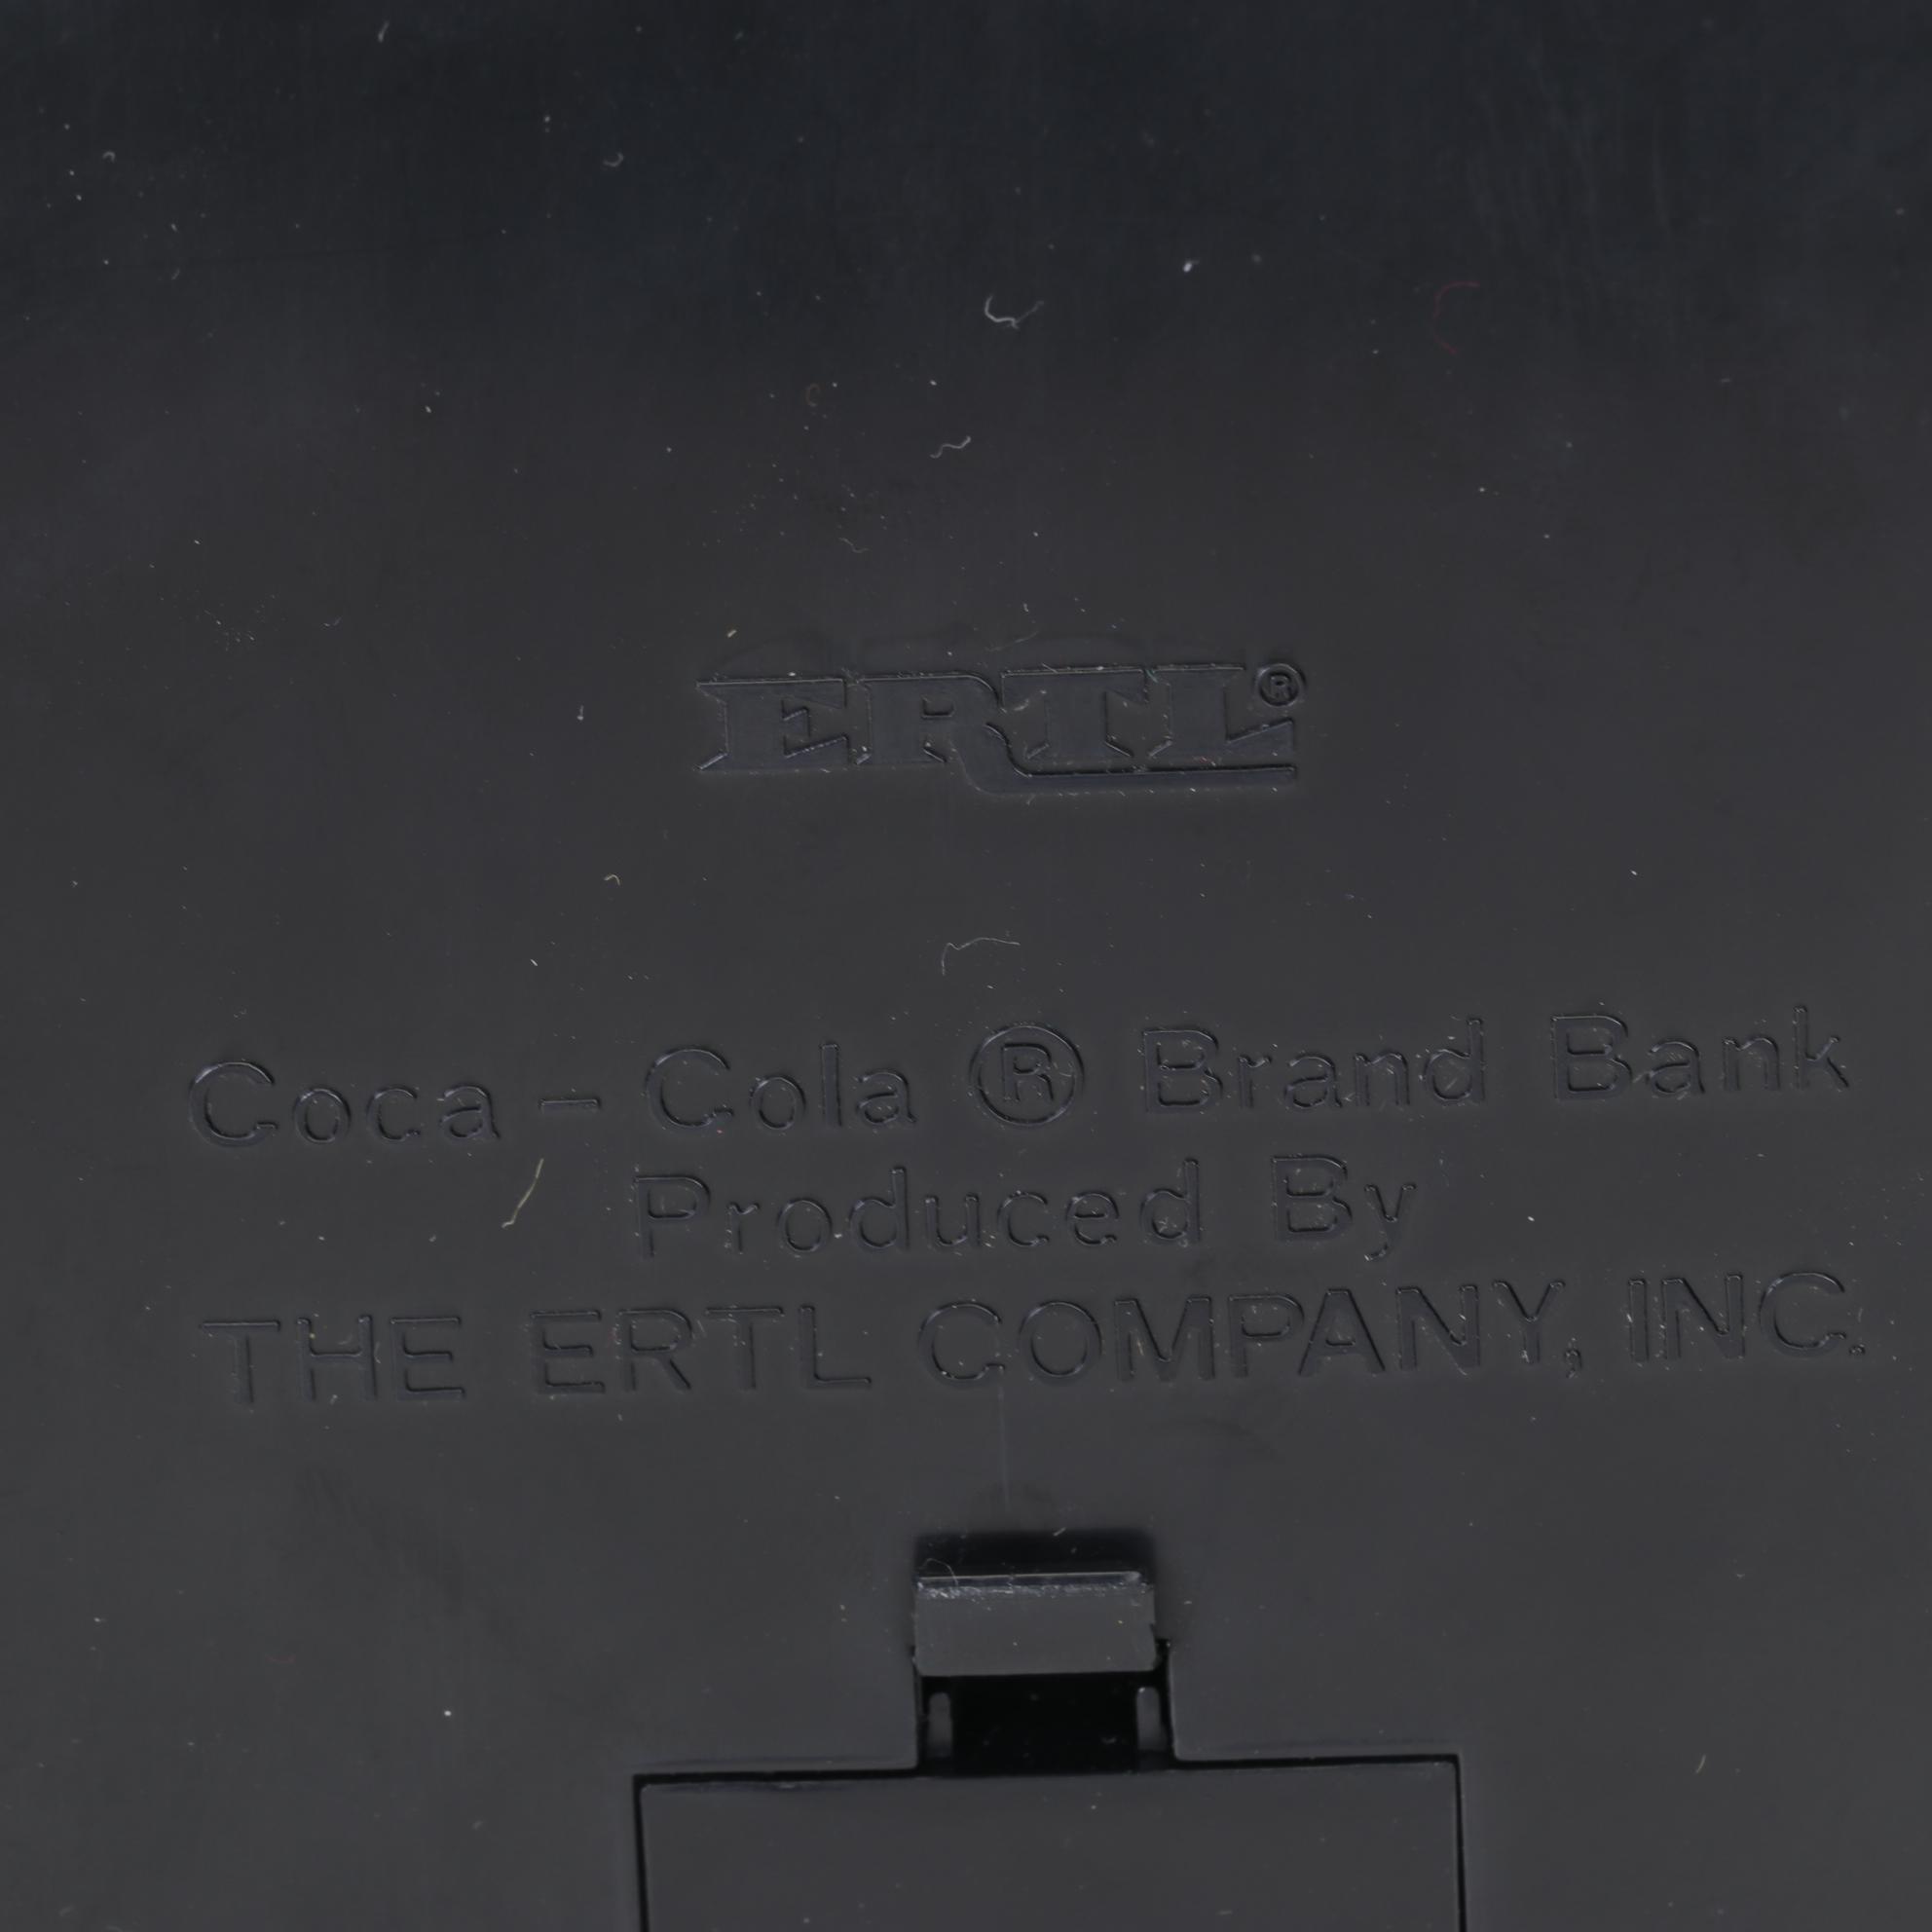 ERTL®
Coca-Cola ® Brand Bank
Produced By
THE ERTL COMPANY, INC.